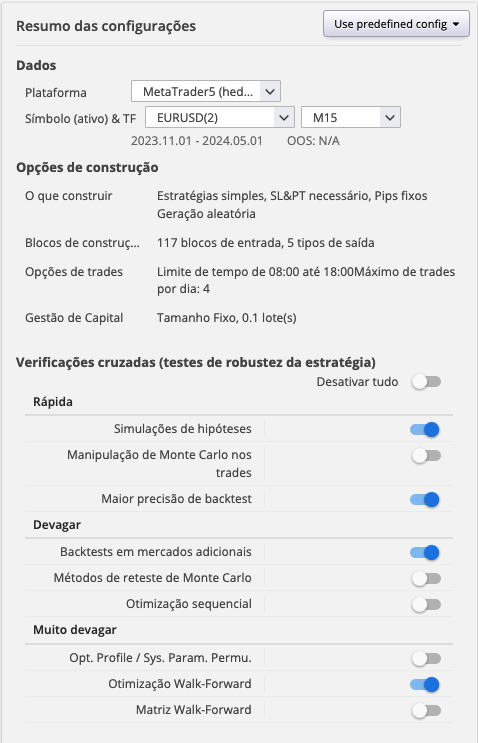 Resumo das configurações
Use predefined config
Dados
Plataforma
MetaTrader5 (hed...
Símbolo (ativo) & TF
EURUSD(2)
M15
2023.11.01 - 2024.05.01 OOS: N/A
Opções de construção
O que construir
Estratégias simples, SL&PT necessário, Pips fixos
Geração aleatória
Blocos de construç...
117 blocos de entrada, 5 tipos de saída
Opções de trades
Limite de tempo de 08:00 até 18:00Máximo de trades
por dia: 4
Gestão de Capital
Tamanho Fixo, 0.1 lote(s)
Verificações cruzadas (testes de robustez da estratégia)
Desativar tudo
Rápida
Simulações de hipóteses
Manipulação de Monte Carlo nos
trades
Maior precisão de backtest
Devagar
Backtests em mercados adicionais
Métodos de reteste de Monte Carlo
Otimização sequencial
Muito devagar
Opt. Profile / Sys. Param. Permu.
Otimização Walk-Forward
Matriz Walk-Forward